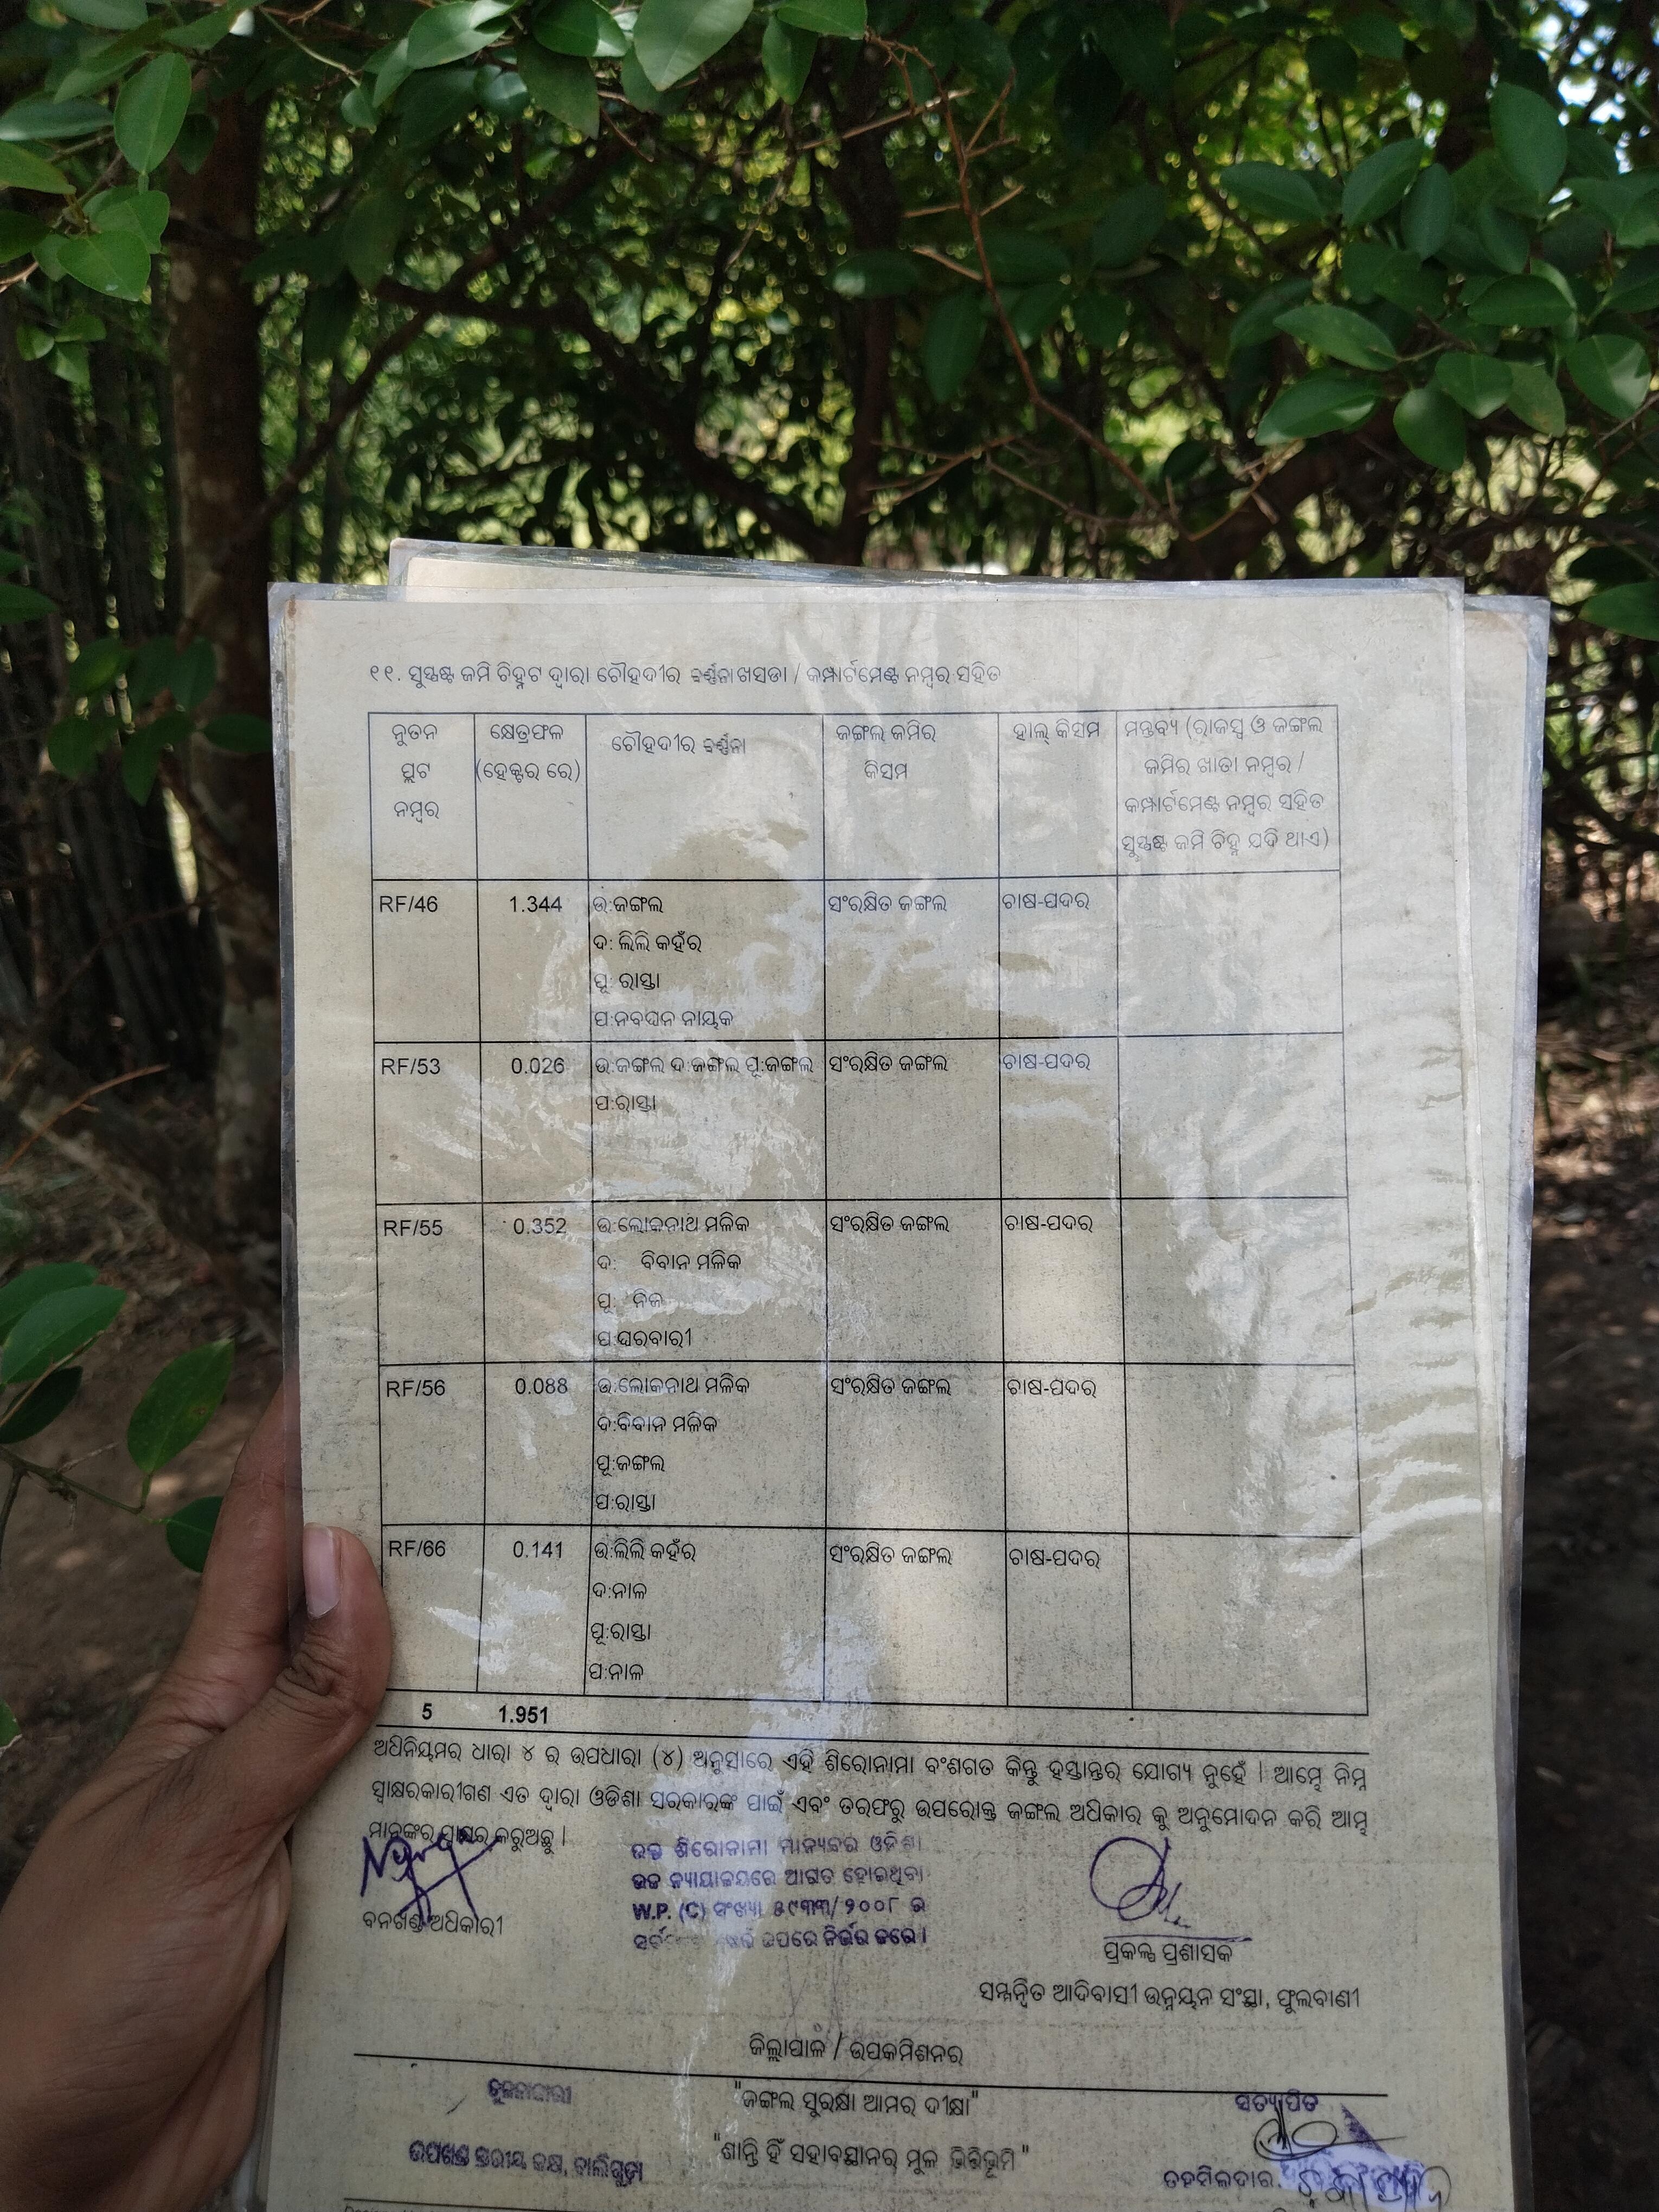 ୧୧. ସୁସ୍ପଷ୍ଟ ଜମି ଚିହ୍ନଟ ଦ୍ୱାରା ଚୌହଦୀର ବର୍ଣ୍ଣନା ଖସଡା / କମ୍ପାର୍ଟମେଣ୍ଟ ନମ୍ବର ସହିତ
ନୁତନ ପ୍ଲଟ ନମ୍ବର
କ୍ଷେତ୍ରଫଳ (ହେକ୍ଟର ରେ)
ଚୌହଦୀର ବର୍ଣ୍ଣନା
ଜଙ୍ଗଲ ଜମିର କିସମ
ହାଲ୍ କିସମ
ମନ୍ତବ୍ୟ (ରାଜସ୍ୱ ଓ ଜଙ୍ଗଲ
ଜମିର ଖାତା ନମ୍ବର /
କମ୍ପାର୍ଟମେଣ୍ଟ ନମ୍ବର ସହିତ
ସୁସ୍ପଷ୍ଟ ଜମି ଚିହ୍ନ ଯଦି ଥାଏ)
RF/46 1.344 ଉ:ଜଙ୍ଗଲ ସଂରକ୍ଷିତ ଜଙ୍ଗଲ ଚାଷ-ପଦର
ଦ: ଲିଲି କହଁର
ପୂ: ରାସ୍ତା
ପ:ନବଘନ ନାୟକ
RF/53 0.026 ଉ:ଜଙ୍ଗଲ ଦ:ଜଙ୍ଗଲ ପୂ:ଜଙ୍ଗଲ ସଂରକ୍ଷିତ ଜଙ୍ଗଲ ଚାଷ-ପଦର
ପ:ରାସ୍ତା
RF/55 0.352 ଉ:ଲୋକନାଥ ମଳିକ ସଂରକ୍ଷିତ ଜଙ୍ଗଲ ଚାଷ-ପଦର
ଦ: ବିବାନ ମଳିକ
ପୂ: ନିଜ
ପ:ଘରବାରୀ
RF/56 0.088 ଉ:ଲୋକନାଥ ମଳିକ ସଂରକ୍ଷିତ ଜଙ୍ଗଲ ଚାଷ-ପଦର
ଦ:ବିବାନ ମଳିକ
ପୂ:ଜଙ୍ଗଲ
ପ:ରାସ୍ତା
RF/66 0.141 ଉ:ଲିଲି କହଁର ସଂରକ୍ଷିତ ଜଙ୍ଗଲ ଚାଷ-ପଦର
ଦ:ନାଳ
ପୂ:ରାସ୍ତା
ପ:ନାଳ
5 1.951
ଅଧିନିୟମର ଧାରା ୪ ର ଉପଧାରା (୪) ଅନୁସାରେ ଏହି ଶିରୋନାମା ବଂଶଗତ କିନ୍ତୁ ହସ୍ତାନ୍ତର ଯୋଗ୍ୟ ନୁହେଁ । ଆମ୍ଭେ ନିମ୍ନ
ସ୍ୱାକ୍ଷରକାରୀଗଣ ଏତ ଦ୍ୱାରା ଓଡିଶା ସରକାରଙ୍କ ପାଇଁ ଏବଂ ତରଫରୁ ଉପରୋକ୍ତ ଜଙ୍ଗଲ ଅଧିକାର କୁ ଅନୁମୋଦନ କରି ଆମ୍ଭ
ମାନଙ୍କର ସ୍ୱାକ୍ଷର କରୁଅଛୁ ।
ଉକ୍ତ ଶିରୋନାମା ମାନ୍ୟବର ଓଡିଶା
ଉଚ୍ଚ ନ୍ୟାୟାଳୟରେ ଆଗତ ହୋଇଥିବା
W.P. (C) ସଂଖ୍ୟା ୫୯୩୩/ ୨୦୦୮ ର
ଉପରେ ନିର୍ଭର କରେ ।
ବନଖଣ୍ଡ ଅଧିକାରୀ
ପ୍ରକଳ୍ପ ପ୍ରଶାସକ
ସମନ୍ୱିତ ଆଦିବାସୀ ଉନ୍ନୟନ ସଂସ୍ଥା, ଫୁଲବାଣୀ
ଜିଲ୍ଲାପାଳ / ଉପକମିଶନର
"ଜଙ୍ଗଲ ସୁରକ୍ଷା ଆମର ଦୀକ୍ଷା"
ସତ୍ୟାପିତ
"ଶାନ୍ତି ହିଁ ସହାବସ୍ଥାନର୍ ମୁଳ ଭିତ୍ତିଭୂମି "
ତହସିଲଦାର,